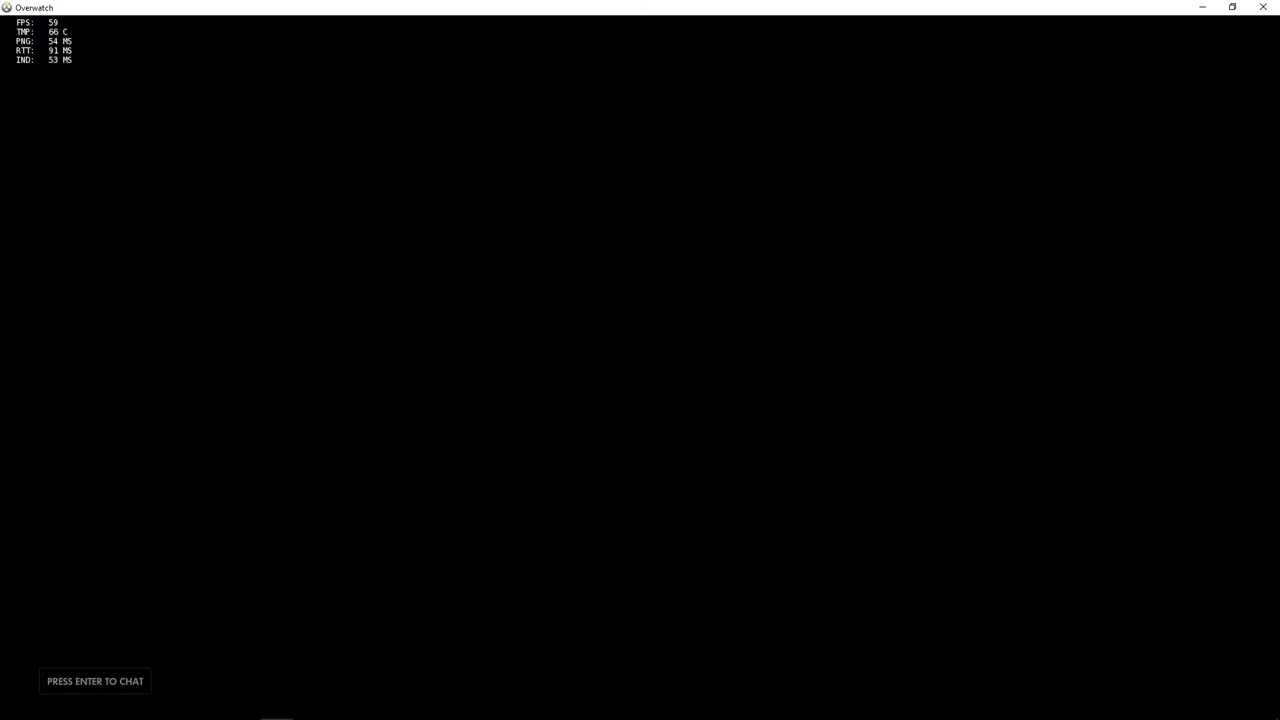 Overwatch
FPS: 59
TMP: 66 C
PNG: 54 MS
RTT: 91 MS
IND: 53 MS
PRESS ENTER TO CHAT